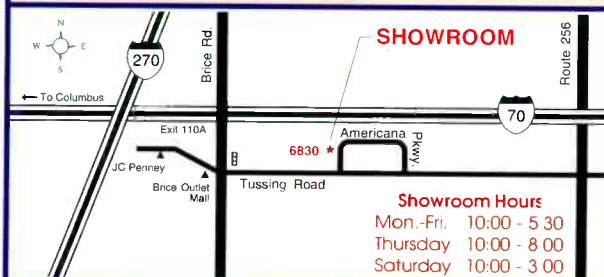 N
W E
S
270
Brice Rd.
SHOWROOM
Route 256
To Columbus
70
Exit 110A
Americana
Pkwy.
6830
JC Penney
Brice Outlet
Mall
Tussing Road
Showroom Hours
Mon.-Fri. 10:00 - 5 30
Thursday 10:00 - 8 00
Saturday 10:00 - 3 00